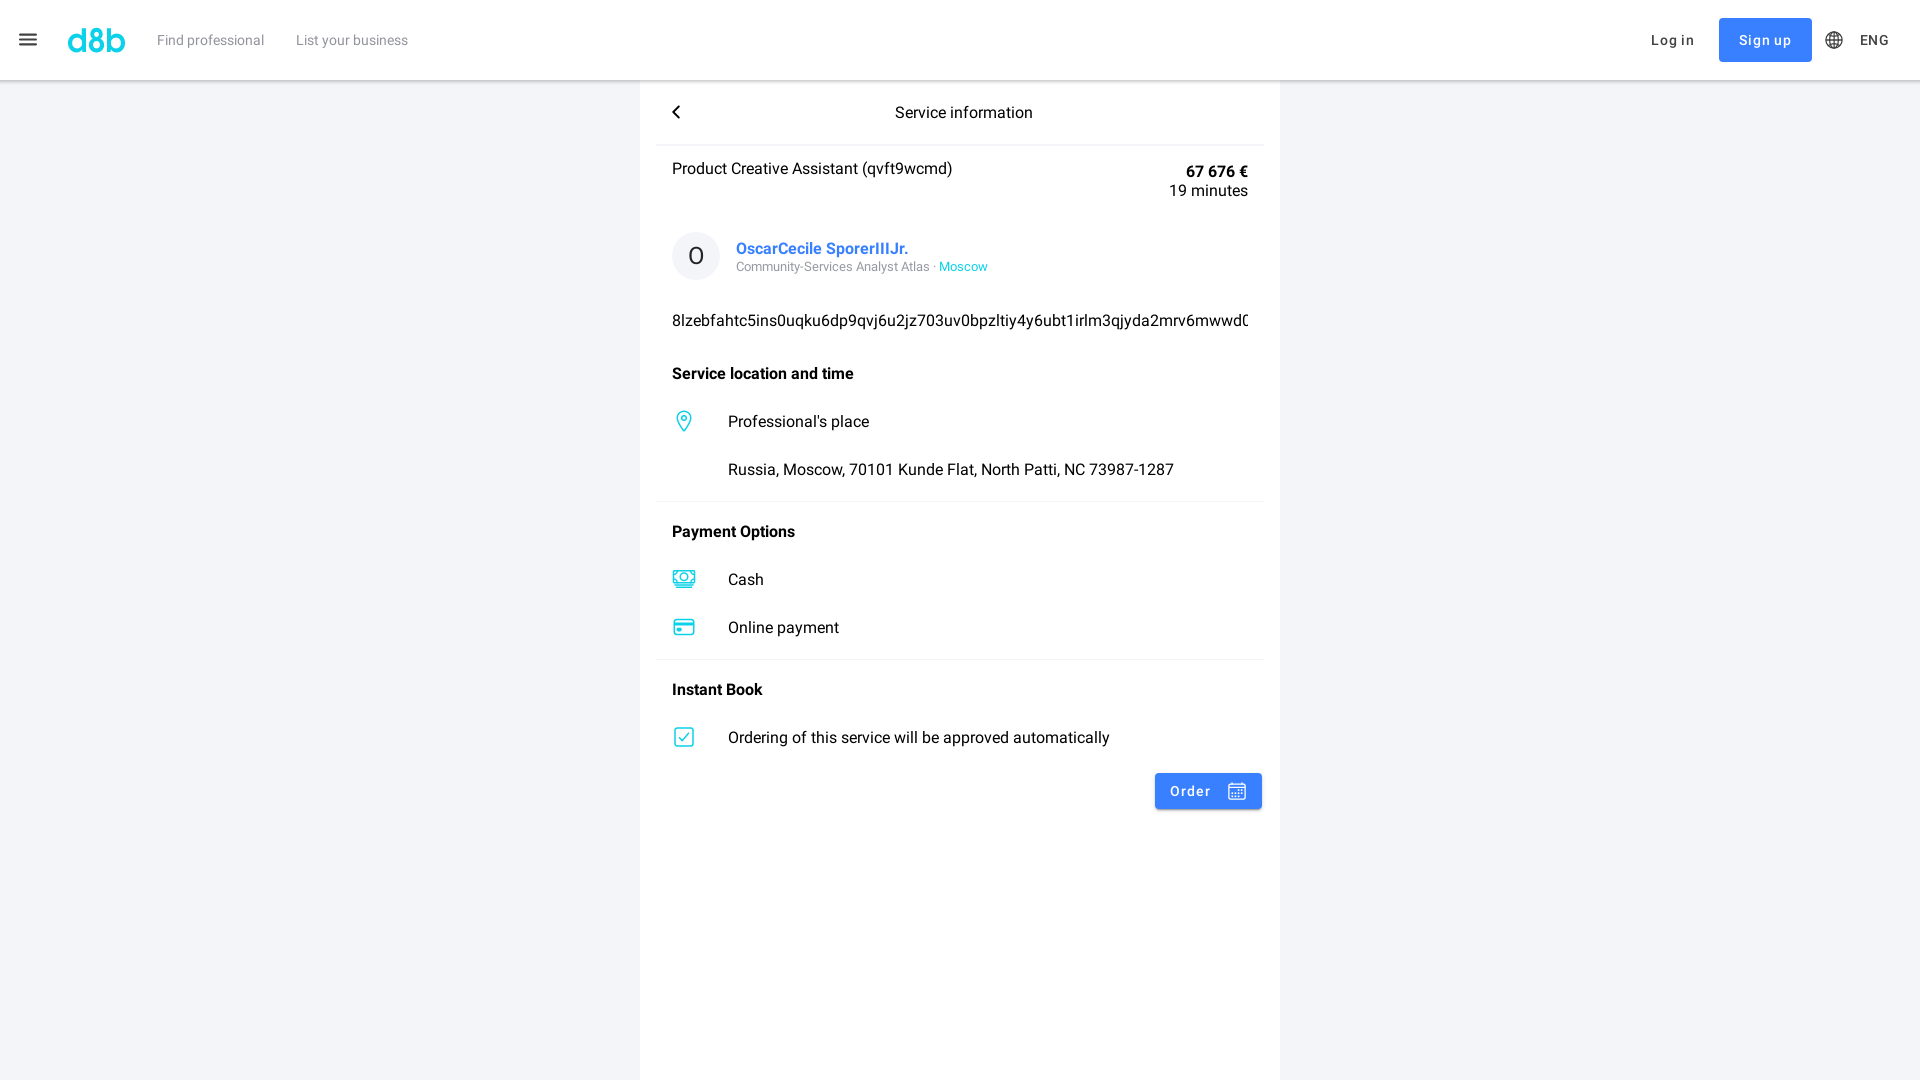 d8b
Find professional
List your business
Log in
Sign up
ENG
Service information
Product Creative Assistant (qvft9wcmd)
67 676 €
19 minutes
O
OscarCecile SporerIIIJr.
Community-Services Analyst Atlas · Moscow
8lzebfahtc5ins0uqku6dp9qvj6u2jz703uv0bpzltiy4y6ubt1irlm3qjyda2mrv6mwwd0
Service location and time
Professional's place
Russia, Moscow, 70101 Kunde Flat, North Patti, NC 73987-1287
Payment Options
Cash
Online payment
Instant Book
Ordering of this service will be approved automatically
Order